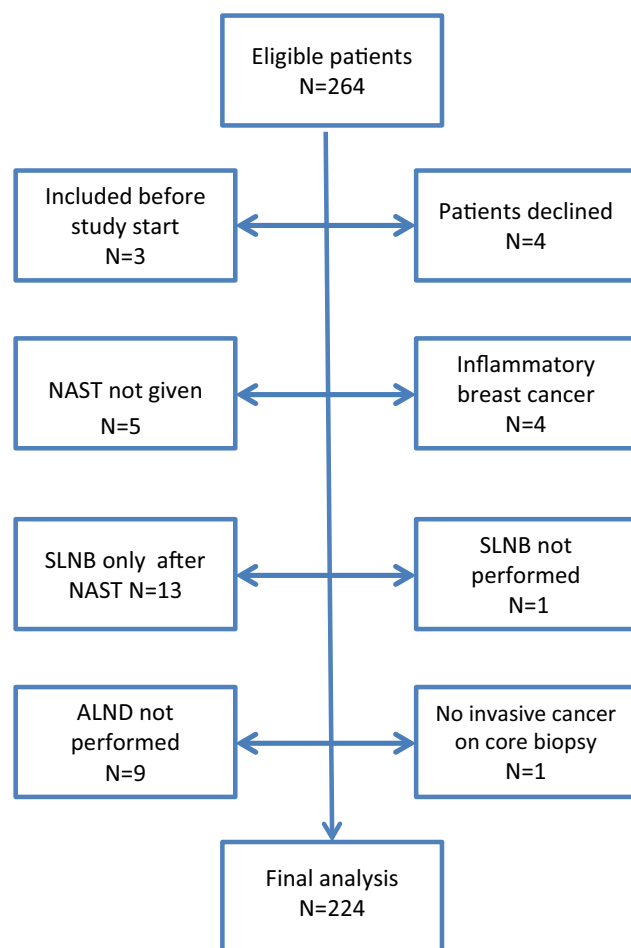 Eligible patients
N=264
Included before
study start
N=3
Patients declined
N=4
NAST not given
N=5
Inflammatory
breast cancer
N=4
SLNB only after
NAST N=13
SLNB not
performed
N=1
ALND not
performed
N=9
No invasive cancer
on core biopsy
N=1
Final analysis
N=224